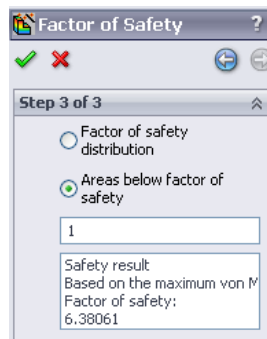 Factor of Safety ?
Step 3 of 3
Factor of safety
distribution
Areas below factor of
safety
1
Safety result
Based on the maximum von M
Factor of safety:
6.38061